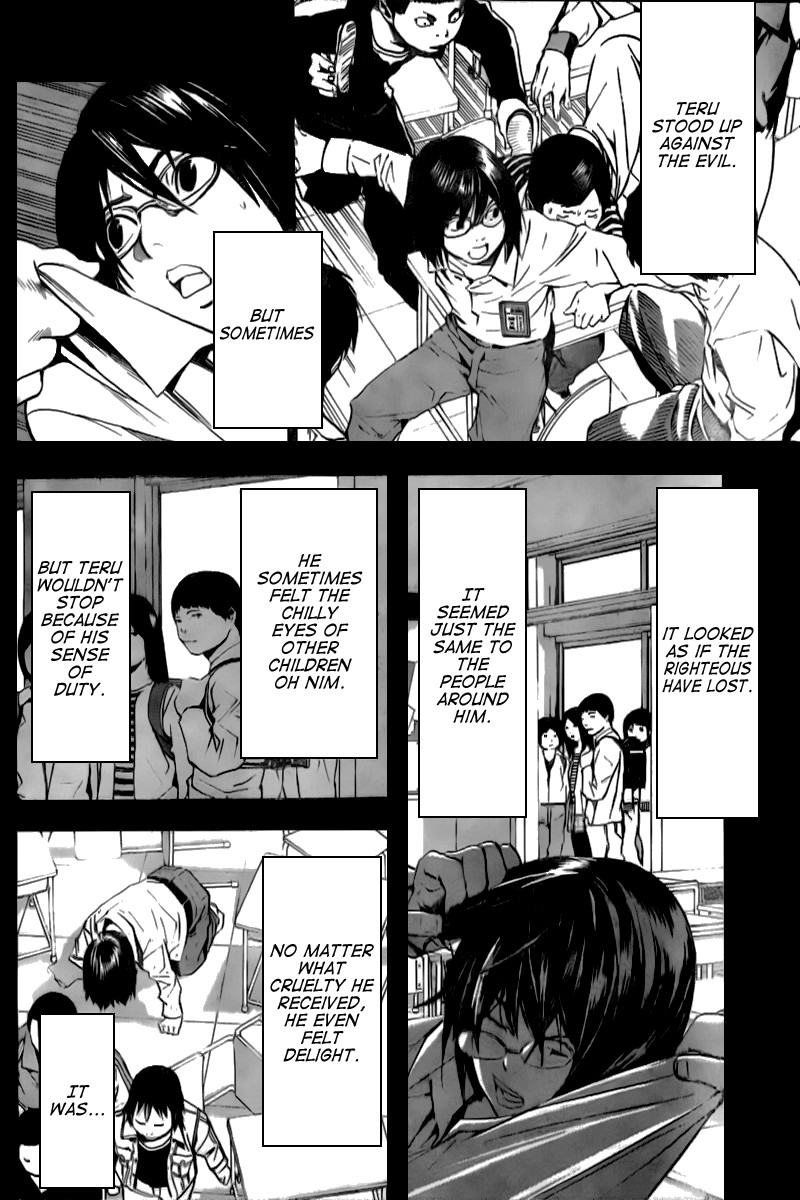 TERU
STOOD UP
AGAINST
THE EVIL.
BUT
SOMETIMES
IT LOOKED
AS IF THE
RIGHTEOUS
HAVE LOST.
IT
SEEMED
JUST THE
SAME TO
THE
PEOPLE
AROUND
HIM.
HE
SOMETIMES
FELT THE
CHILLY
EYES OF
OTHER
CHILDREN
OH NIM.
BUT TERU
WOULDN'T
STOP
BECAUSE
OF HIS
SENSE
OF
DUTY.
NO MATTER
WHAT
CRUELTY HE
RECEIVED,
HE EVEN
FELT
DELIGHT.
IT
WAS...